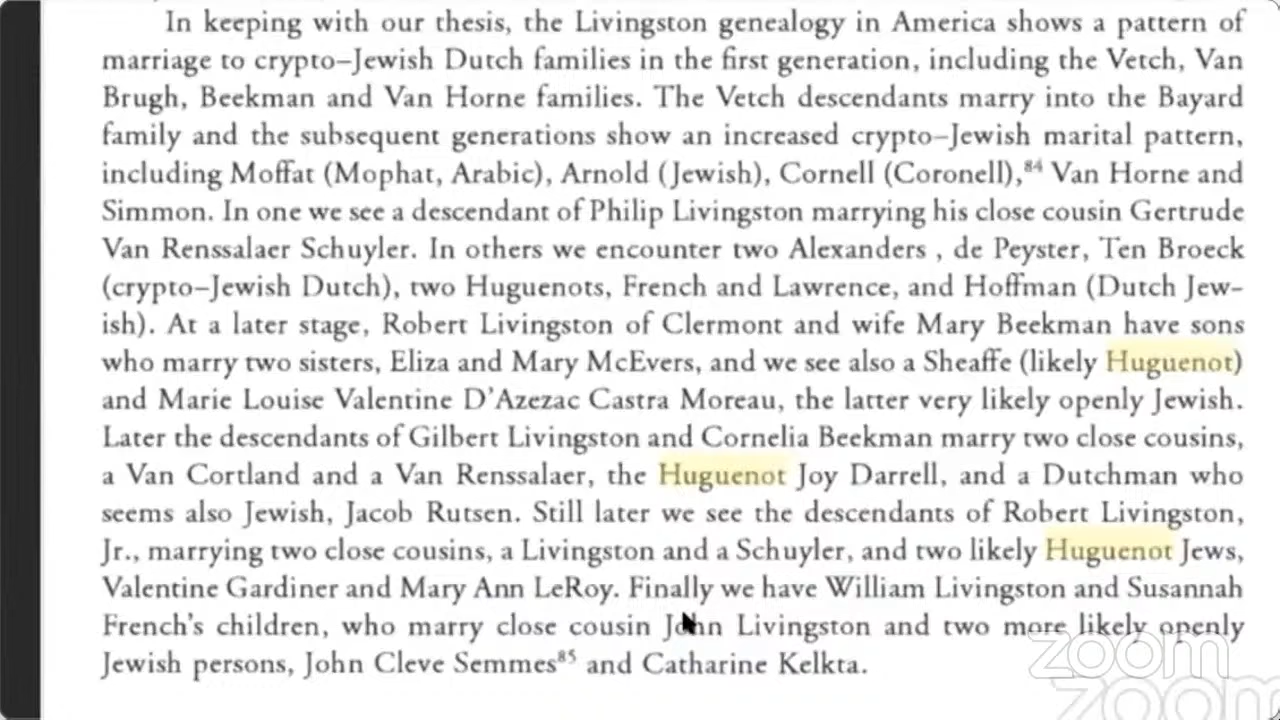 In keeping with our thesis, the Livingston genealogy in America shows a pattern of
marriage to crypto–Jewish Dutch families in the first generation, including the Vetch, Van
Brugh, Beekman and Van Horne families. The Vetch descendants marry into the Bayard
family and the subsequent generations show an increased crypto–Jewish marital pattern,
including Moffat (Mophat, Arabic), Arnold (Jewish), Cornell (Coronell),⁸⁴ Van Horne and
Simmon. In one we see a descendant of Philip Livingston marrying his close cousin Gertrude
Van Renssalaer Schuyler. In others we encounter two Alexanders , de Peyster, Ten Broeck
(crypto–Jewish Dutch), two Huguenots, French and Lawrence, and Hoffman (Dutch Jew-
ish). At a later stage, Robert Livingston of Clermont and wife Mary Beekman have sons
who marry two sisters, Eliza and Mary McEvers, and we see also a Sheaffe (likely Huguenot)
and Marie Louise Valentine D'Azezac Castra Moreau, the latter very likely openly Jewish.
Later the descendants of Gilbert Livingston and Cornelia Beekman marry two close cousins,
a Van Cortland and a Van Renssalaer, the Huguenot Joy Darrell, and a Dutchman who
seems also Jewish, Jacob Rutsen. Still later we see the descendants of Robert Livingston,
Jr., marrying two close cousins, a Livingston and a Schuyler, and two likely Huguenot Jews,
Valentine Gardiner and Mary Ann LeRoy. Finally we have William Livingston and Susannah
French's children, who marry close cousin John Livingston and two more likely openly
Jewish persons, John Cleve Semmes⁸⁵ and Catharine Kelkta.
zoom
zoom